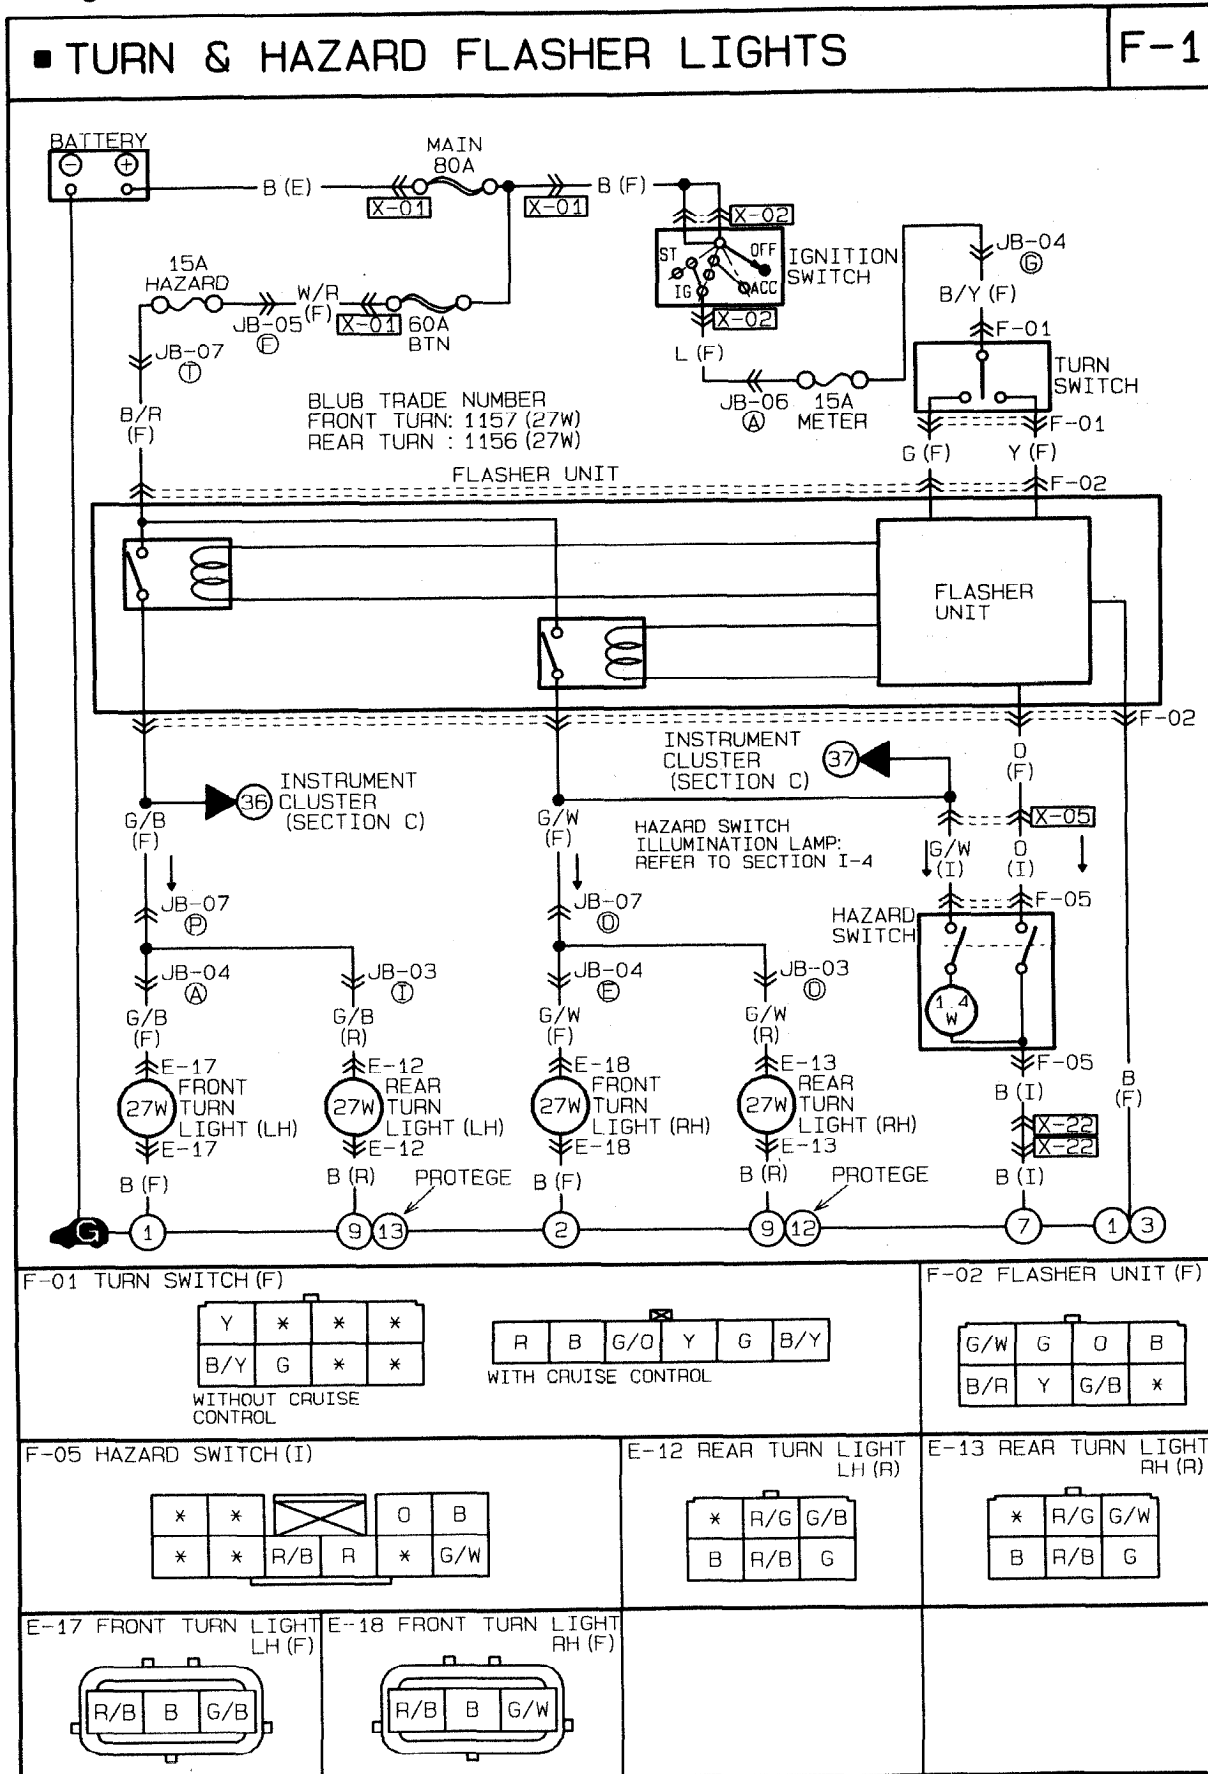 ■ TURN & HAZARD FLASHER LIGHTS
F-1
BATTERY
− +
MAIN
80A
B (E)
X-01
X-01
B (F)
X-02
ST
OFF
IG
ACC
IGNITION
SWITCH
X-02
JB-04
G
B/Y (F)
F-01
15A
HAZARD
W/R
(F)
JB-05
X-01
60A
BTN
JB-07
T
B/R
(F)
L (F)
JB-06
A
15A
METER
TURN
SWITCH
F-01
BLUB TRADE NUMBER
FRONT TURN: 1157 (27W)
REAR TURN : 1156 (27W)
G (F)
Y (F)
FLASHER UNIT
F-02
FLASHER
UNIT
F-02
INSTRUMENT
CLUSTER
(SECTION C)
37
O
(F)
36
INSTRUMENT
CLUSTER
(SECTION C)
G/B
(F)
G/W
(F)
HAZARD SWITCH
ILLUMINATION LAMP:
REFER TO SECTION I-4
X-05
G/W
(I)
O
(I)
JB-07
P
JB-07
O
F-05
HAZARD
SWITCH
JB-04
A
JB-03
I
JB-04
E
JB-03
1.4
W
G/B
(F)
G/B
(R)
G/W
(F)
G/W
(R)
E-17
FRONT
TURN
LIGHT (LH)
27W
E-17
E-12
REAR
TURN
LIGHT (LH)
27W
E-12
E-18
FRONT
TURN
LIGHT (RH)
27W
E-18
E-13
REAR
TURN
LIGHT (RH)
27W
E-13
F-05
B (I)
B
(F)
X-22
X-22
B (F)
B (R)
PROTEGE
B (F)
B (R)
PROTEGE
B (I)
G
1
9 13
2
9 12
7
1 3
F-01 TURN SWITCH (F)
Y * * *
B/Y G * *
WITHOUT CRUISE
CONTROL
R B G/O Y G B/Y
WITH CRUISE CONTROL
F-02 FLASHER UNIT (F)
G/W G O B
B/R Y G/B *
F-05 HAZARD SWITCH (I)
* * O B
* * R/B R * G/W
E-12 REAR TURN LIGHT
LH (R)
* R/G G/B
B R/B G
E-13 REAR TURN LIGHT
RH (R)
* R/G G/W
B R/B G
E-17 FRONT TURN LIGHT
LH (F)
R/B B G/B
E-18 FRONT TURN LIGHT
RH (F)
R/B B G/W